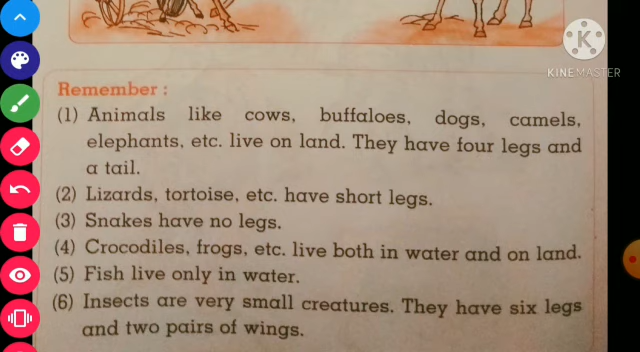 K
KINEMASTER
Remember :
(1) Animals like cows, buffaloes, dogs, camels,
elephants, etc. live on land. They have four legs and
a tail.
(2) Lizards, tortoise, etc. have short legs.
(3) Snakes have no legs.
(4) Crocodiles, frogs, etc. live both in water and on land.
(5) Fish live only in water.
(6) Insects are very small creatures. They have six legs
and two pairs of wings.